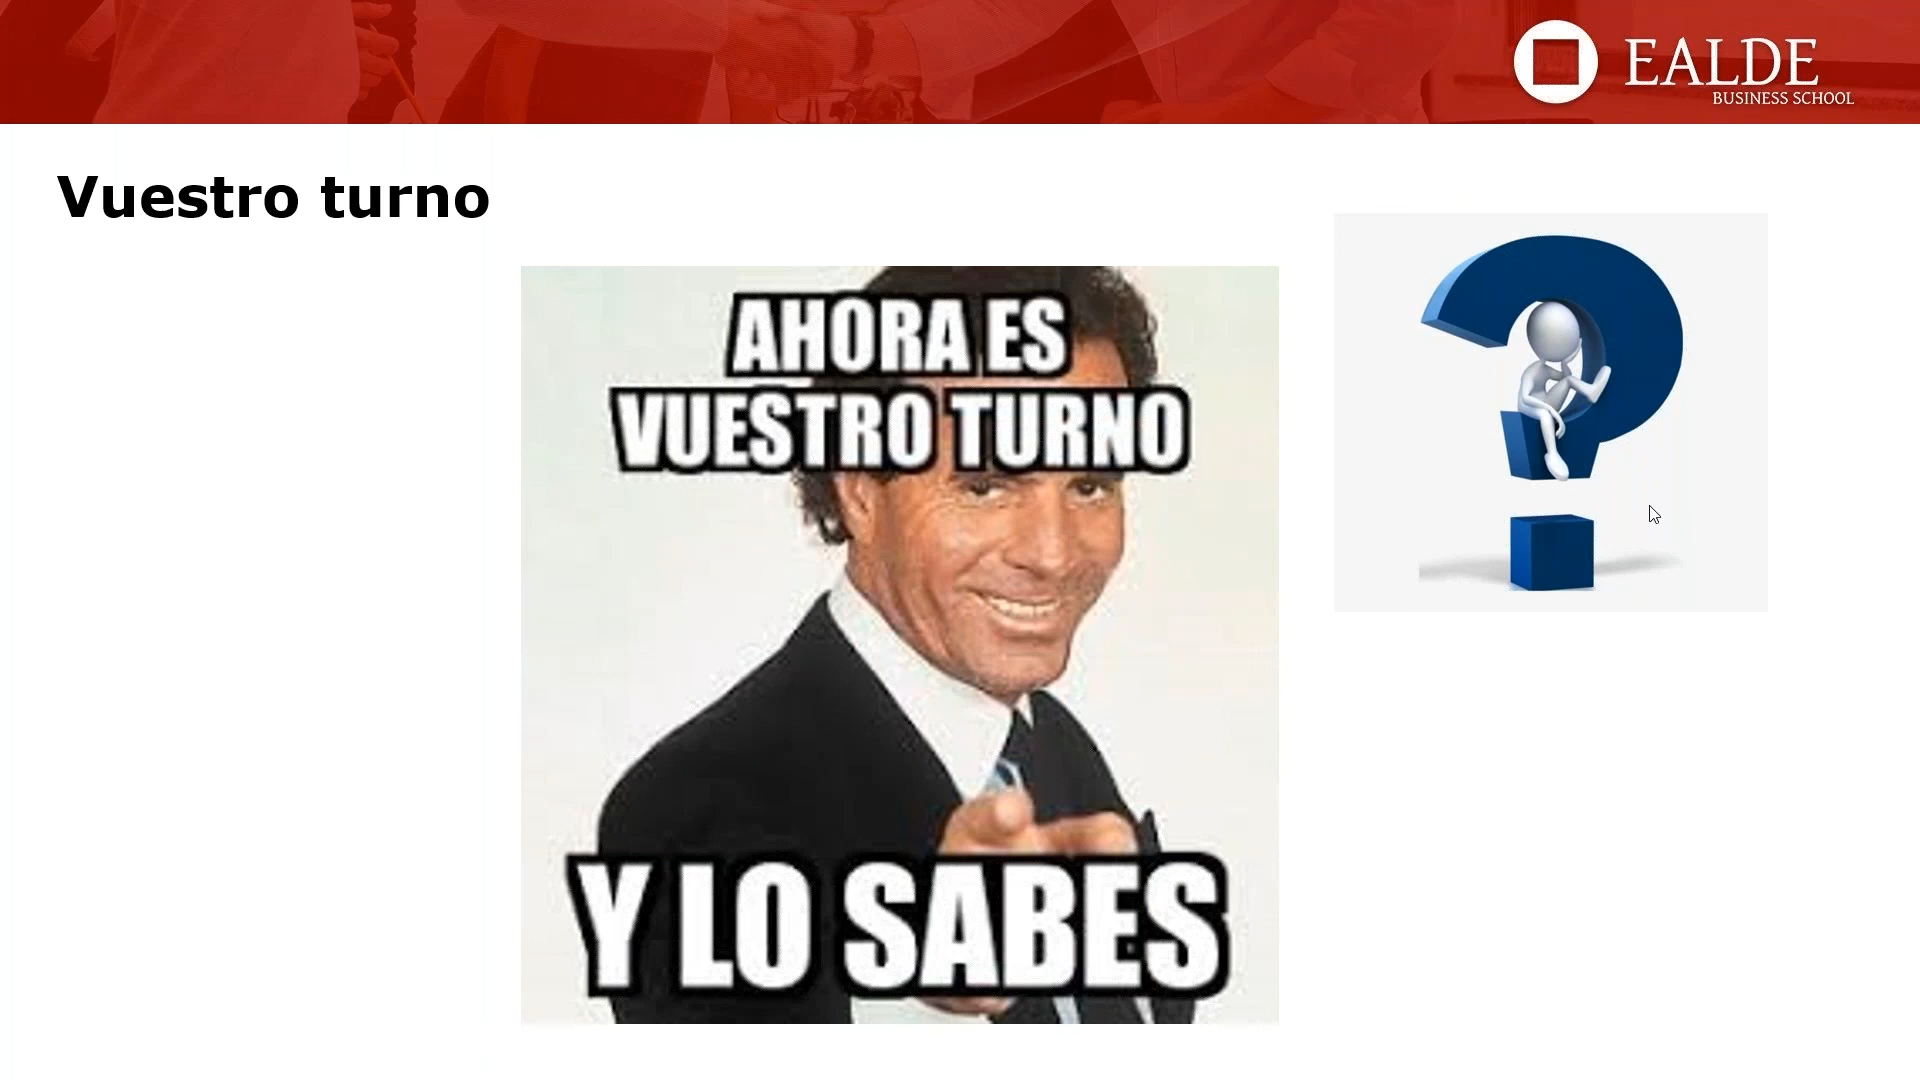 EALDE
BUSINESS SCHOOL
Vuestro turno
AHORA ES
VUESTRO TURNO
Y LO SABES